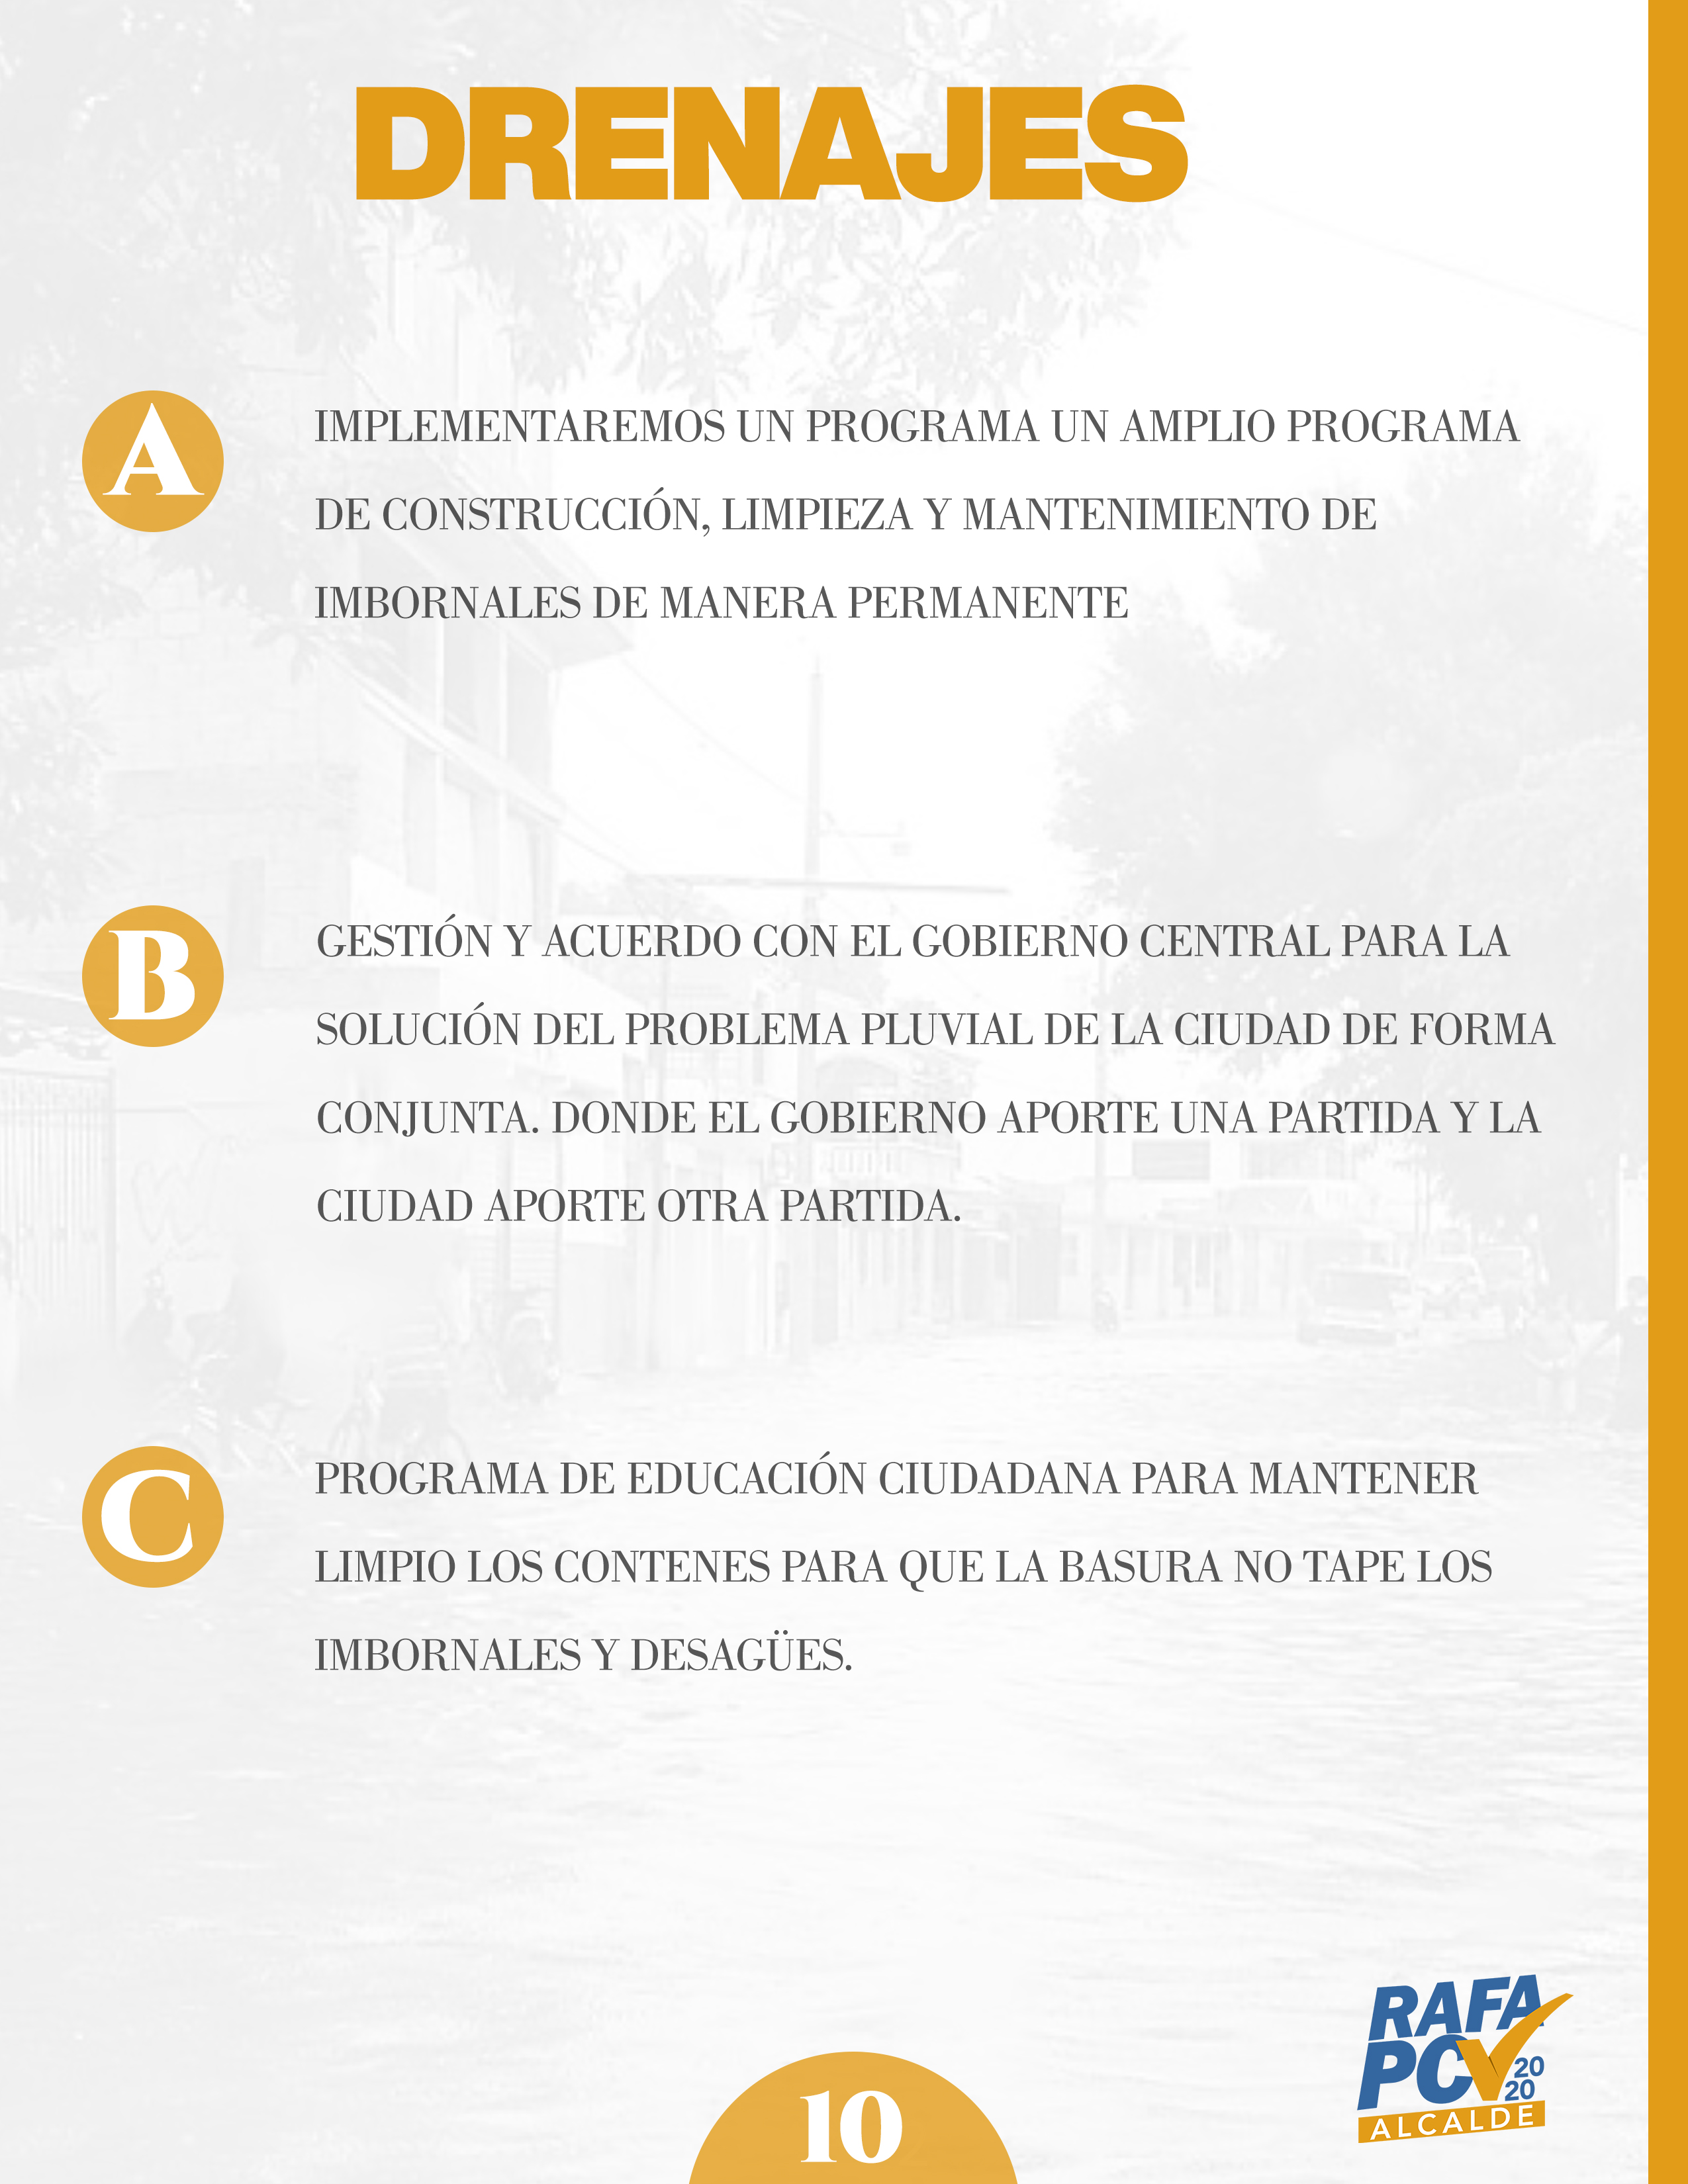 DRENAJES
A
IMPLEMENTAREMOS UN PROGRAMA UN AMPLIO PROGRAMA
DE CONSTRUCCIÓN, LIMPIEZA Y MANTENIMIENTO DE
IMBORNALES DE MANERA PERMANENTE
B
GESTIÓN Y ACUERDO CON EL GOBIERNO CENTRAL PARA LA
SOLUCIÓN DEL PROBLEMA PLUVIAL DE LA CIUDAD DE FORMA
CONJUNTA. DONDE EL GOBIERNO APORTE UNA PARTIDA Y LA
CIUDAD APORTE OTRA PARTIDA.
C
PROGRAMA DE EDUCACIÓN CIUDADANA PARA MANTENER
LIMPIO LOS CONTENES PARA QUE LA BASURA NO TAPE LOS
IMBORNALES Y DESAGÜES.
RAFA
PCV
20
20
ALCALDE
10